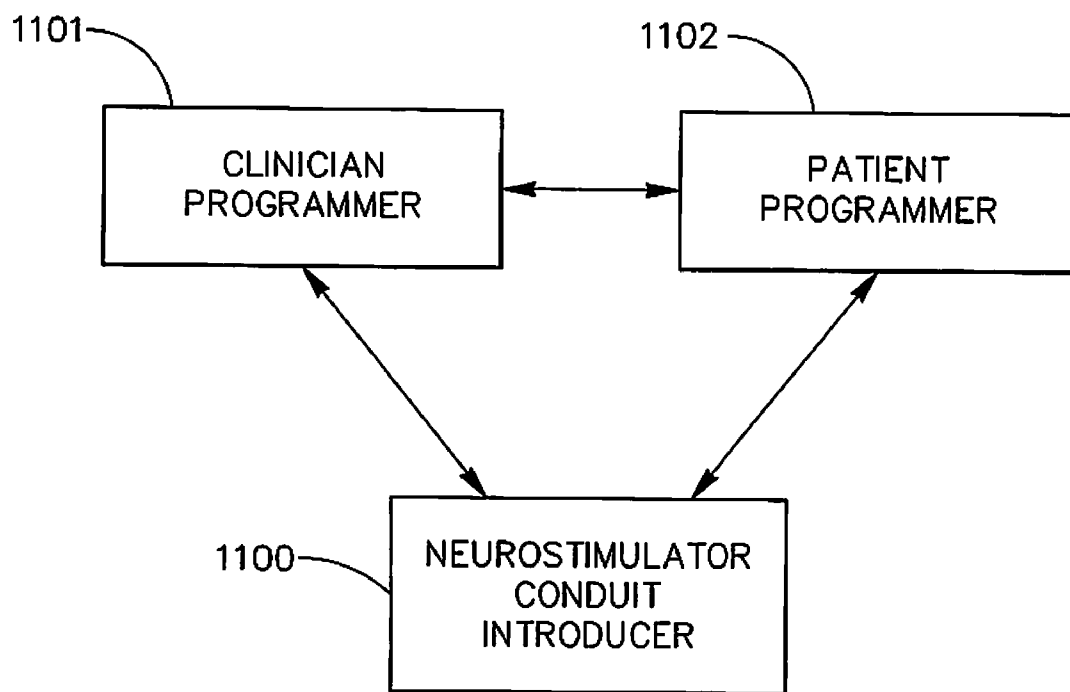 1101
1102
CLINICIAN
PROGRAMMER
PATIENT
PROGRAMMER
1100
NEUROSTIMULATOR
CONDUIT
INTRODUCER